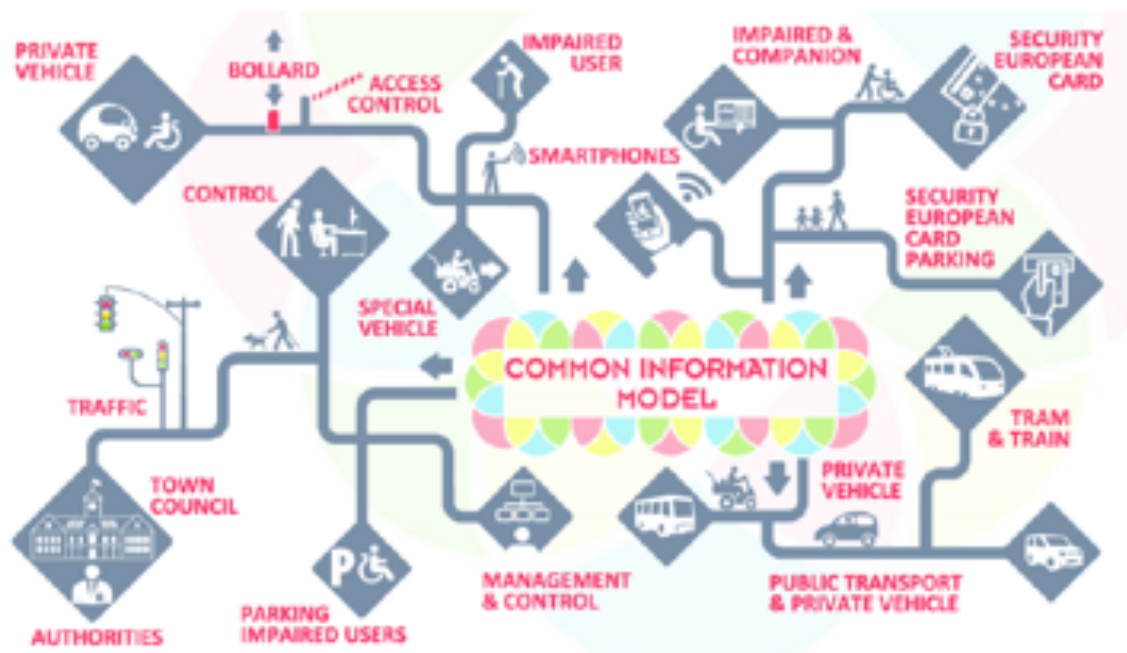 PRIVATE
VEHICLE
BOLLARD
ACCESS
CONTROL
IMPAIRED
USER
IMPAIRED &
COMPANION
SECURITY
EUROPEAN
CARD
SMARTPHONES
CONTROL
SECURITY
EUROPEAN
CARD
PARKING
SPECIAL
VEHICLE
COMMON INFORMATION
MODEL
TRAFFIC
TRAM
& TRAIN
TOWN
COUNCIL
PRIVATE
VEHICLE
P
MANAGEMENT
& CONTROL
PUBLIC TRANSPORT
& PRIVATE VEHICLE
PARKING
IMPAIRED USERS
AUTHORITIES